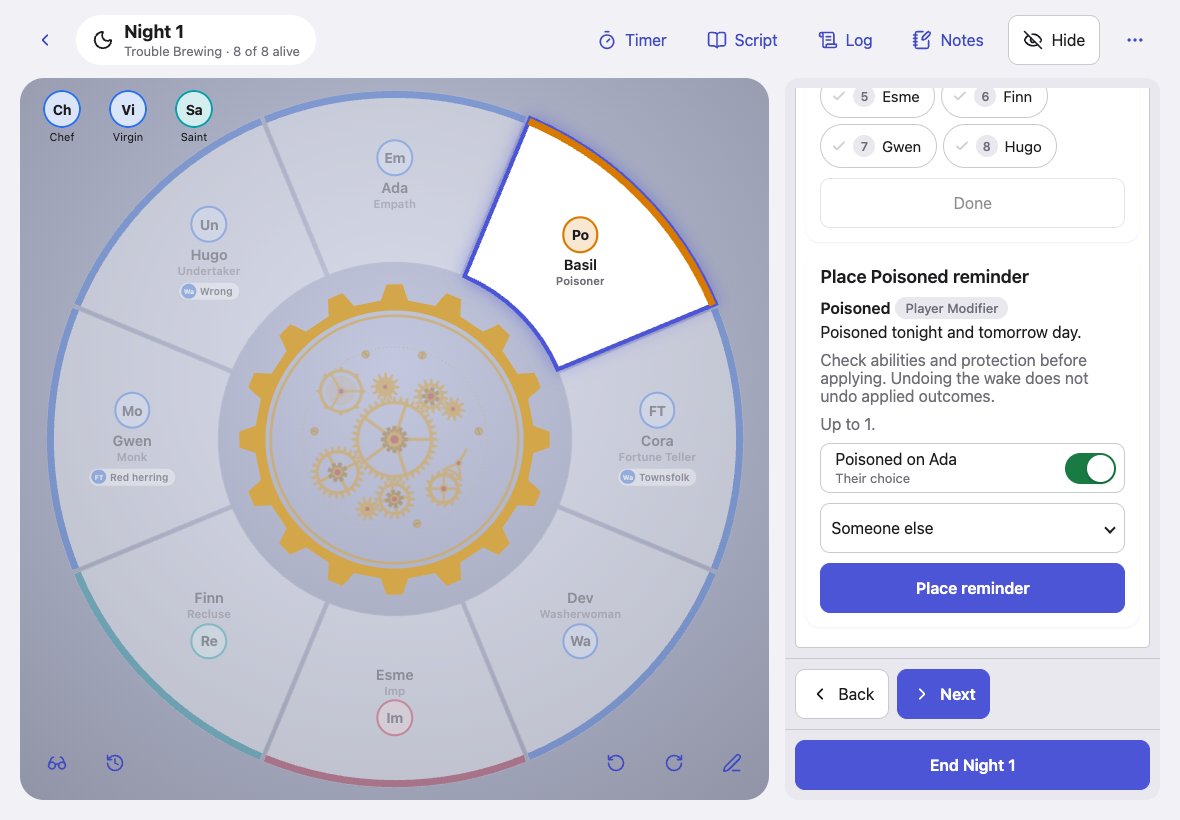 Night 1
Trouble Brewing · 8 of 8 alive
Timer
Script
Log
Notes
Hide
Ch
Chef
Vi
Virgin
Sa
Saint
Em
Ada
Empath
Po
Basil
Poisoner
Un
Hugo
Undertaker
Wa Wrong
FT
Cora
Fortune Teller
Wa Townsfolk
Mo
Gwen
Monk
FT Red herring
Finn
Recluse
Re
Dev
Washerwoman
Wa
Esme
Imp
Im
5 Esme
6 Finn
7 Gwen
8 Hugo
Done
Place Poisoned reminder
Poisoned Player Modifier
Poisoned tonight and tomorrow day.
Check abilities and protection before
applying. Undoing the wake does not
undo applied outcomes.
Up to 1.
Poisoned on Ada
Their choice
Someone else
Place reminder
Back
Next
End Night 1